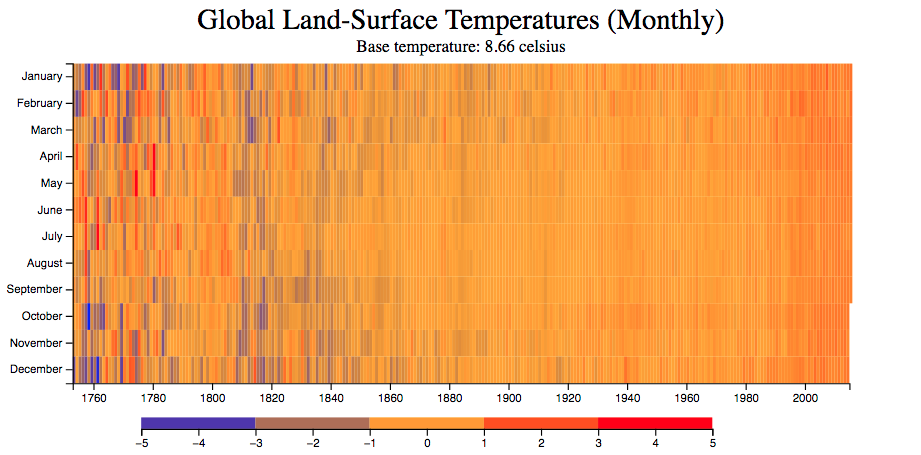 Global Land-Surface Temperatures (Monthly)
Base temperature: 8.66 celsius
January
February
March
April
May
June
July
August
September
October
November
December
1760 1780 1800 1820 1840 1860 1880 1900 1920 1940 1960 1980 2000
−5 −4 −3 −2 −1 0 1 2 3 4 5